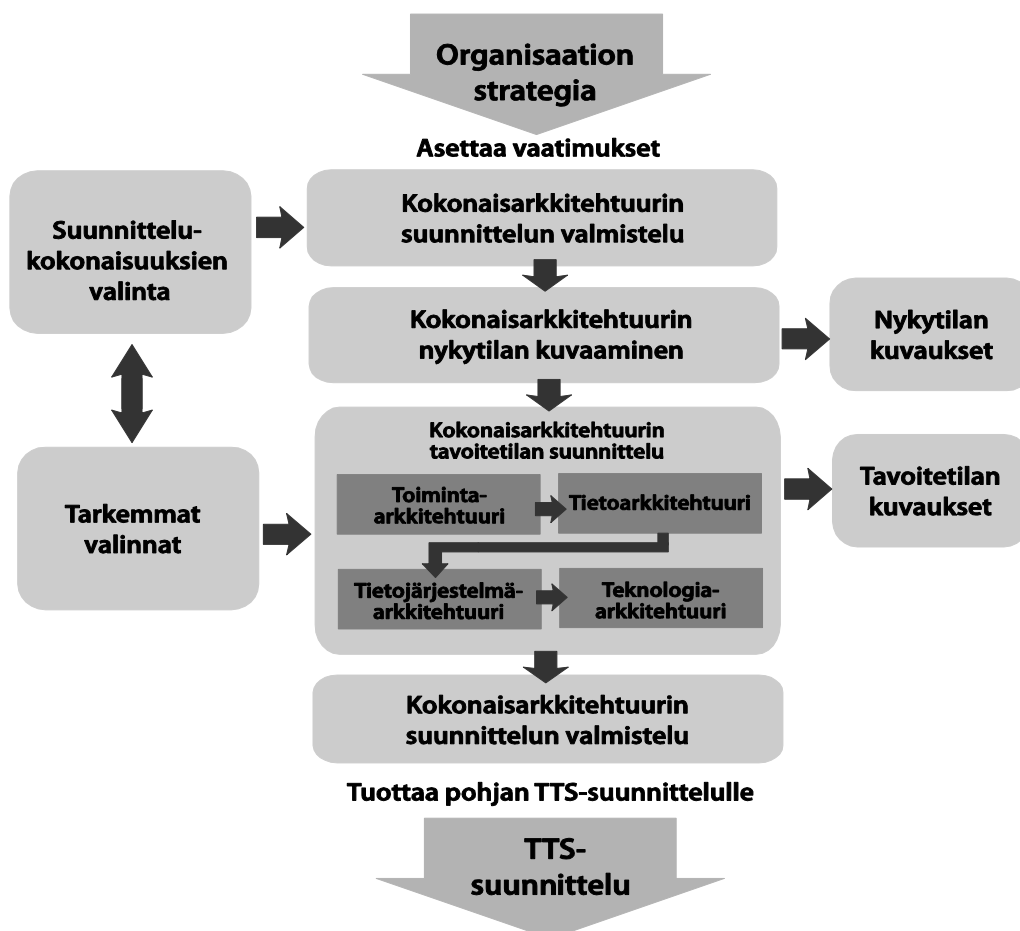 Organisaation
strategia
Asettaa vaatimukset
Suunnittelu-
kokonaisuuksien
valinta
Kokonaisarkkitehtuurin
suunnittelun valmistelu
Kokonaisarkkitehtuurin
nykytilan kuvaaminen
Nykytilan
kuvaukset
Tarkemmat
valinnat
Kokonaisarkkitehtuurin
tavoitetilan suunnittelu
Toiminta-
arkkitehtuuri
Tietoarkkitehtuuri
Tietojärjestelmä-
arkkitehtuuri
Teknologia-
arkkitehtuuri
Tavoitetilan
kuvaukset
Kokonaisarkkitehtuurin
suunnittelun valmistelu
Tuottaa pohjan TTS-suunnittelulle
TTS-
suunnittelu